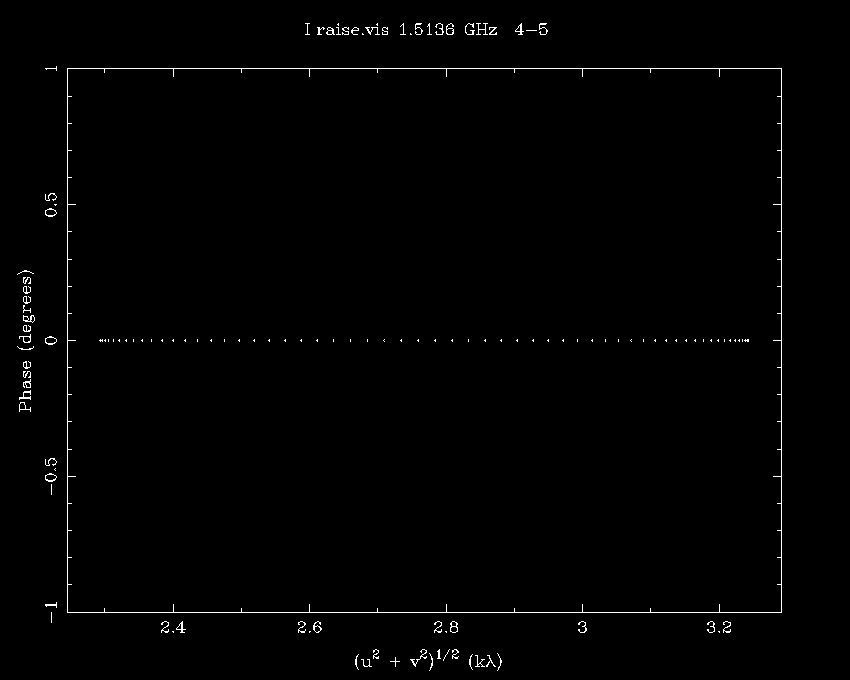 I raise.vis 1.5136 GHz 4−5
1
0.5
0
−0.5
−1
Phase (degrees)
2.4 2.6 2.8 3 3.2
(u² + v²)¹/² (kλ)